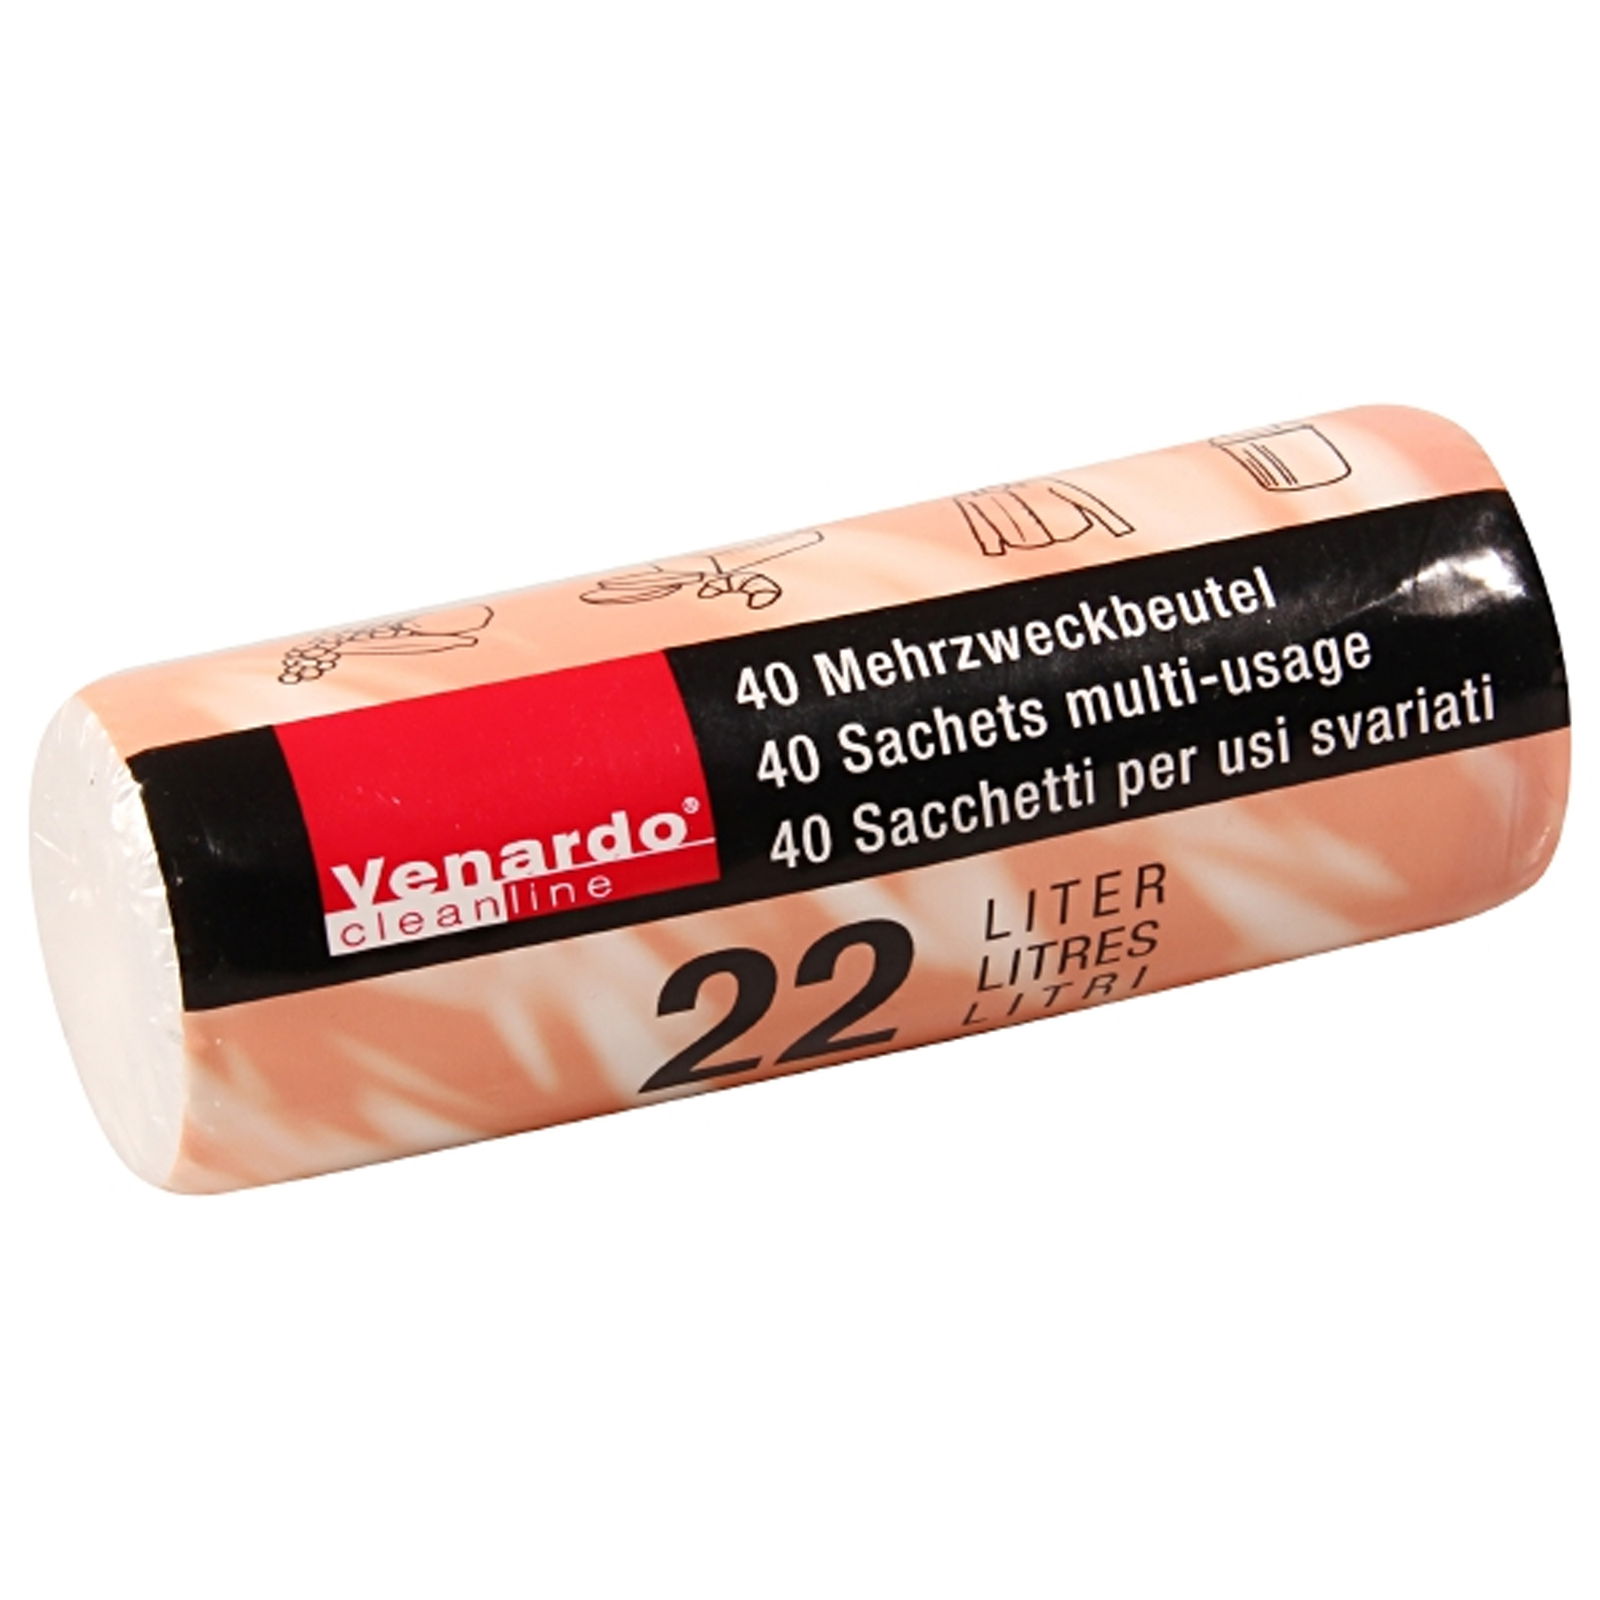 40 Mehrzweckbeutel
40 Sachets multi-usage
40 Sacchetti per usi svariati
Venardo®
cleanline
22
LITER
LITRES
LITRI